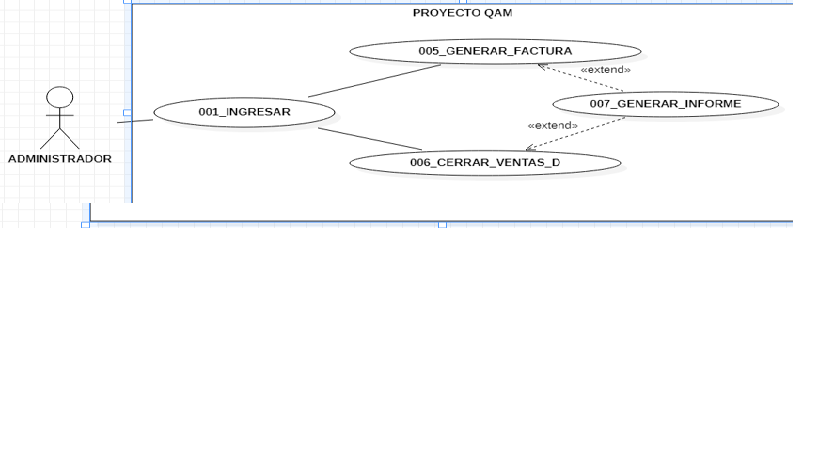 PROYECTO QAM
005_GENERAR_FACTURA
«extend»
007_GENERAR_INFORME
001_INGRESAR
«extend»
ADMINISTRADOR
006_CERRAR_VENTAS_D